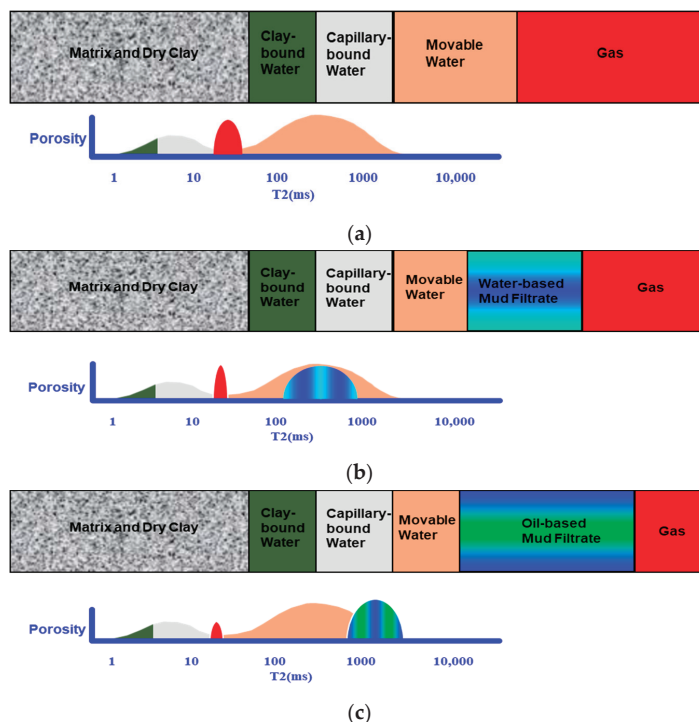 Matrix and Dry Clay
Clay-
bound
Water
Capillary-
bound
Water
Movable
Water
Gas
Porosity
1 10 100 1000 10,000
T2(ms)
(a)
Matrix and Dry Clay
Clay-
bound
Water
Capillary-
bound
Water
Movable
Water
Water-based
Mud Filtrate
Gas
Porosity
1 10 100 1000 10,000
T2(ms)
(b)
Matrix and Dry Clay
Clay-
bound
Water
Capillary-
bound
Water
Movable
Water
Oil-based
Mud Filtrate
Gas
Porosity
1 10 100 1000 10,000
T2(ms)
(c)